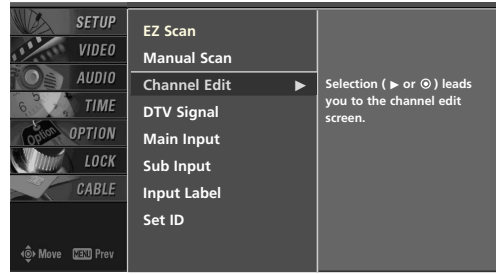 SETUP
VIDEO
AUDIO
TIME
OPTION
LOCK
CABLE
Move MENU Prev
EZ Scan
Manual Scan
Channel Edit ►
DTV Signal
Main Input
Sub Input
Input Label
Set ID
Selection ( ► or ⊙ ) leads
you to the channel edit
screen.